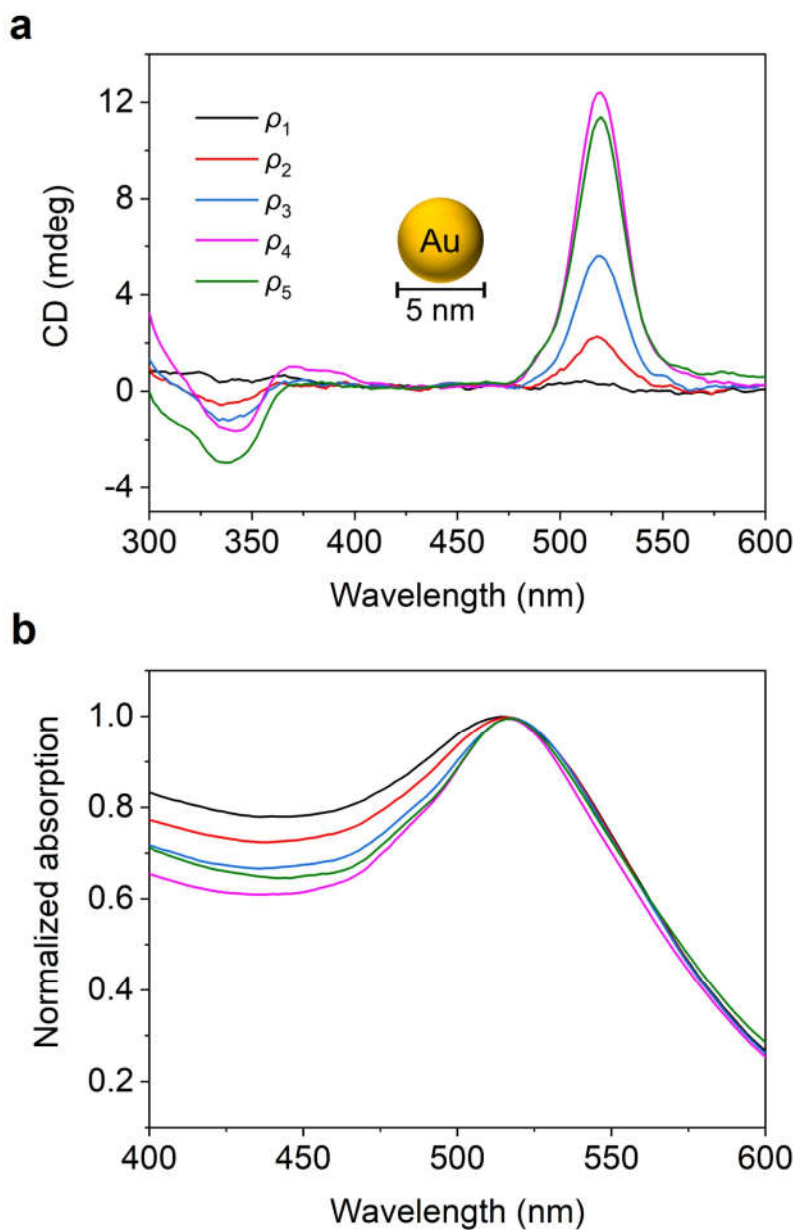 a
CD (mdeg)
12
8
4
0
-4
ρ1
ρ2
ρ3
ρ4
ρ5
Au
5 nm
300 350 400 450 500 550 600
Wavelength (nm)
b
Normalized absorption
1.0
0.8
0.6
0.4
0.2
400 450 500 550 600
Wavelength (nm)